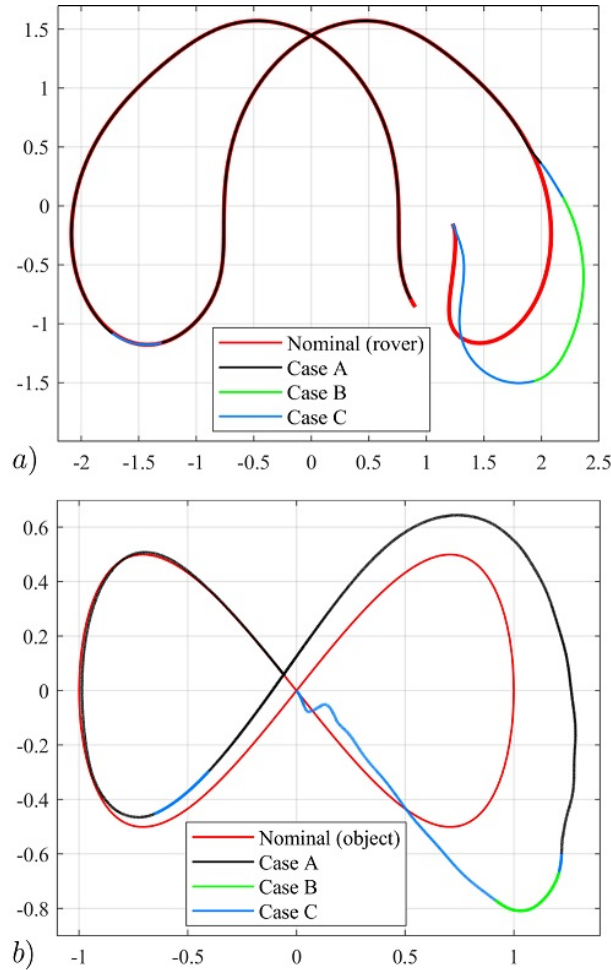 1.5
1
0.5
0
-0.5
-1
-1.5
Nominal (rover)
Case A
Case B
Case C
-2 -1.5 -1 -0.5 0 0.5 1 1.5 2 2.5
a)
0.6
0.4
0.2
0
-0.2
-0.4
-0.6
-0.8
Nominal (object)
Case A
Case B
Case C
-1 -0.5 0 0.5 1
b)